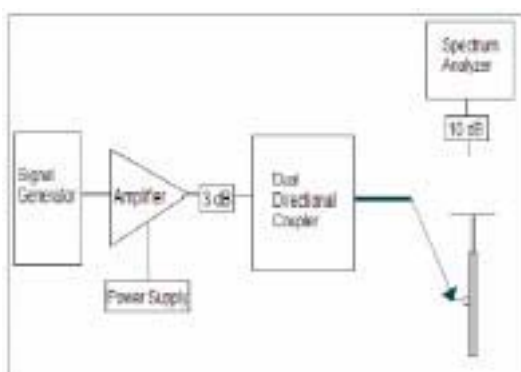 Spectrum
Analyzer
10 dB
Signal
Generator
Amplifier
3 dB
Dual
Directional
Coupler
Power Supply